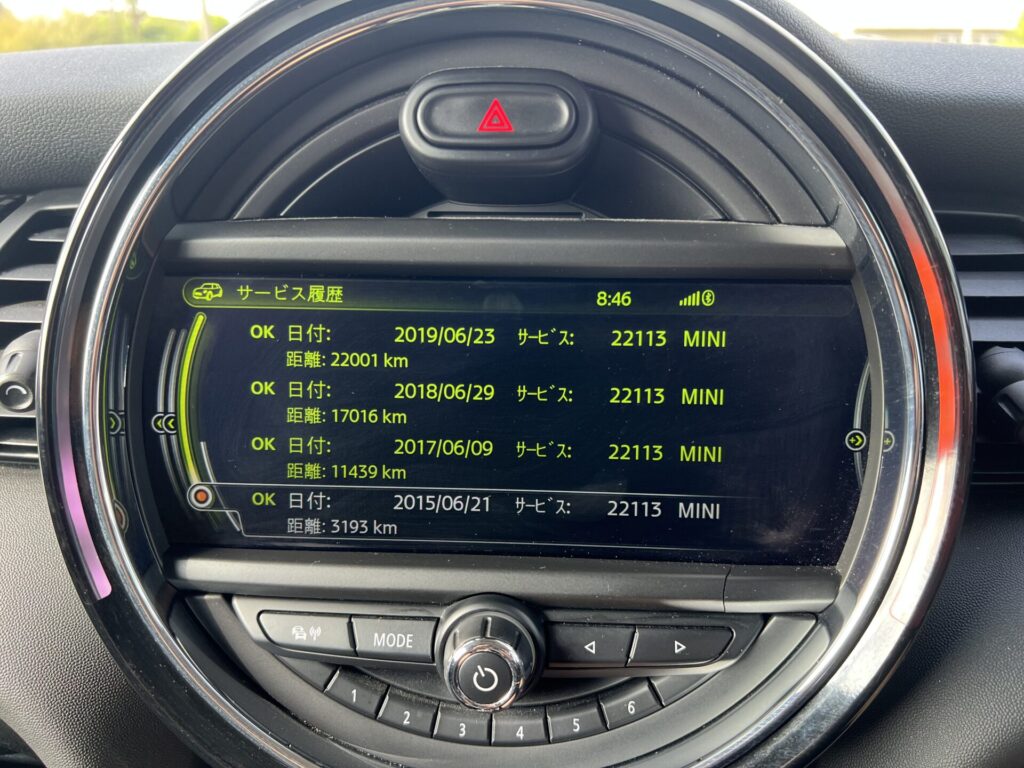 サービス履歴 8:46
OK 日付: 2019/06/23 ｻｰﾋﾞｽ: 22113 MINI
距離: 22001 km
OK 日付: 2018/06/29 ｻｰﾋﾞｽ: 22113 MINI
距離: 17016 km
OK 日付: 2017/06/09 ｻｰﾋﾞｽ: 22113 MINI
距離: 11439 km
OK 日付: 2015/06/21 ｻｰﾋﾞｽ: 22113 MINI
距離: 3193 km
MODE
1 2 3 4 5 6